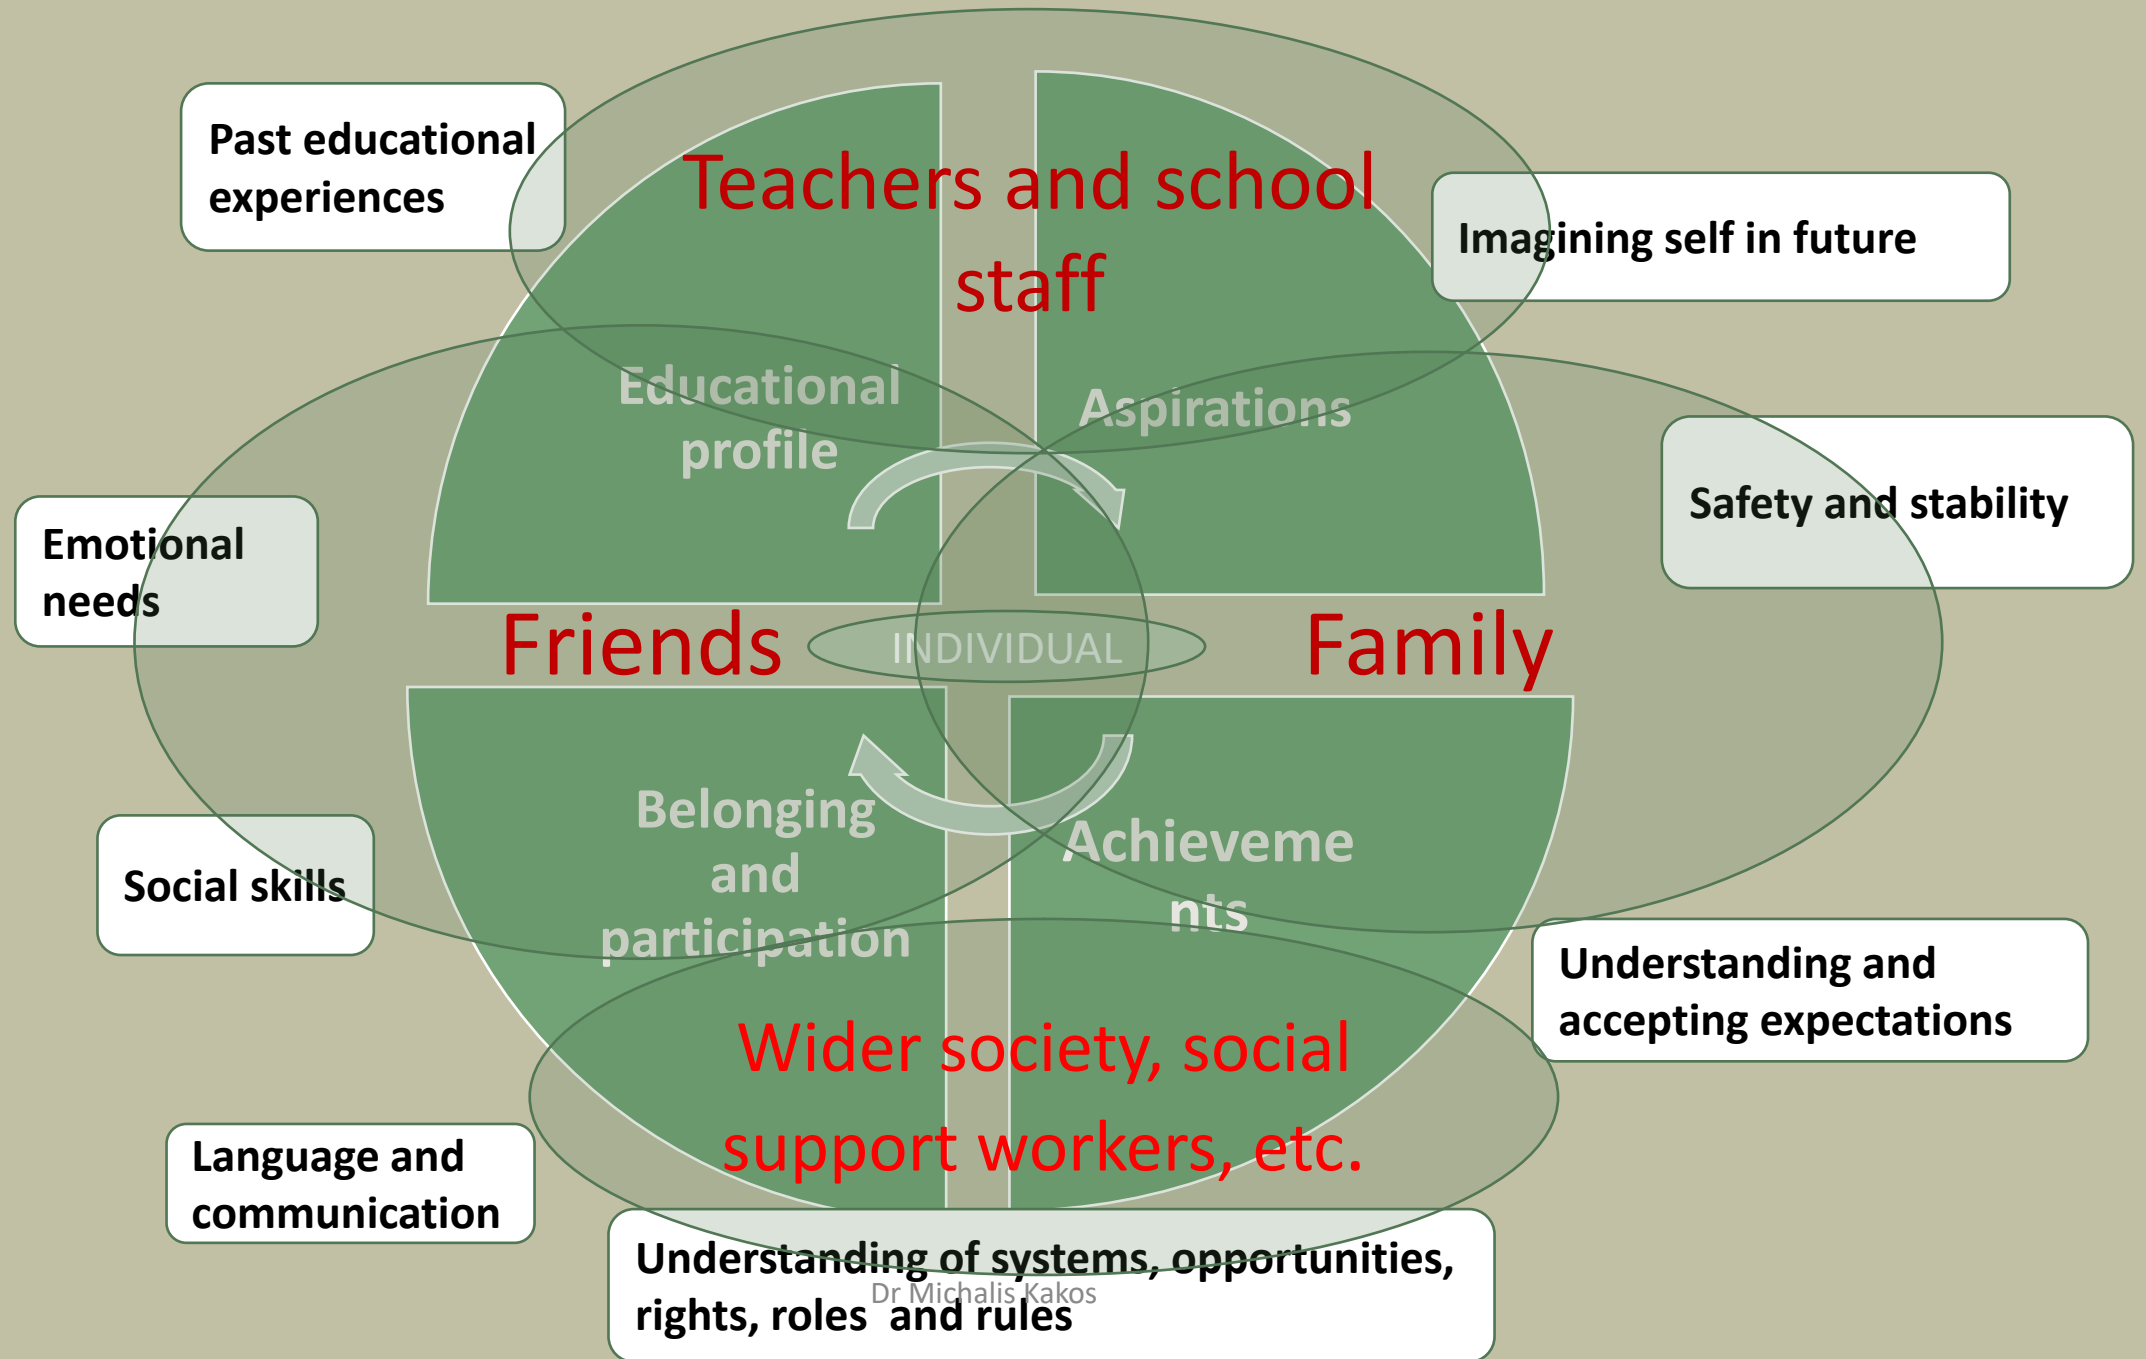 Past educational
experiences
Teachers and school
staff
Imagining self in future
Educational
profile
Aspirations
Safety and stability
Emotional
needs
Friends
INDIVIDUAL
Family
Belonging
and
participation
Achieveme
nts
Social skills
Understanding and
accepting expectations
Wider society, social
support workers, etc.
Language and
communication
Understanding of systems, opportunities,
rights, roles  and rules
Dr Michalis Kakos